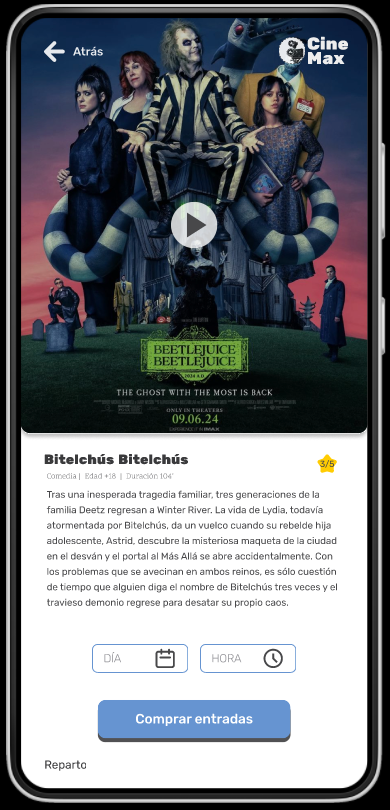 Atrás
Cine
Max
BEETLEJUICE
BEETLEJUICE
THE GHOST WITH THE MOST IS BACK
ONLY IN THEATERS
09.06.24
Bitelchús Bitelchús
3/5
Comedia | Edad +18 | Duración 104'
Tras una inesperada tragedia familiar, tres generaciones de la
familia Deetz regresan a Winter River. La vida de Lydia, todavía
atormentada por Bitelchús, da un vuelco cuando su rebelde hija
adolescente, Astrid, descubre la misteriosa maqueta de la ciudad
en el desván y el portal al Más Allá se abre accidentalmente. Con
los problemas que se avecinan en ambos reinos, es sólo cuestión
de tiempo que alguien diga el nombre de Bitelchús tres veces y el
travieso demonio regrese para desatar su propio caos.
DÍA
HORA
Comprar entradas
Reparto